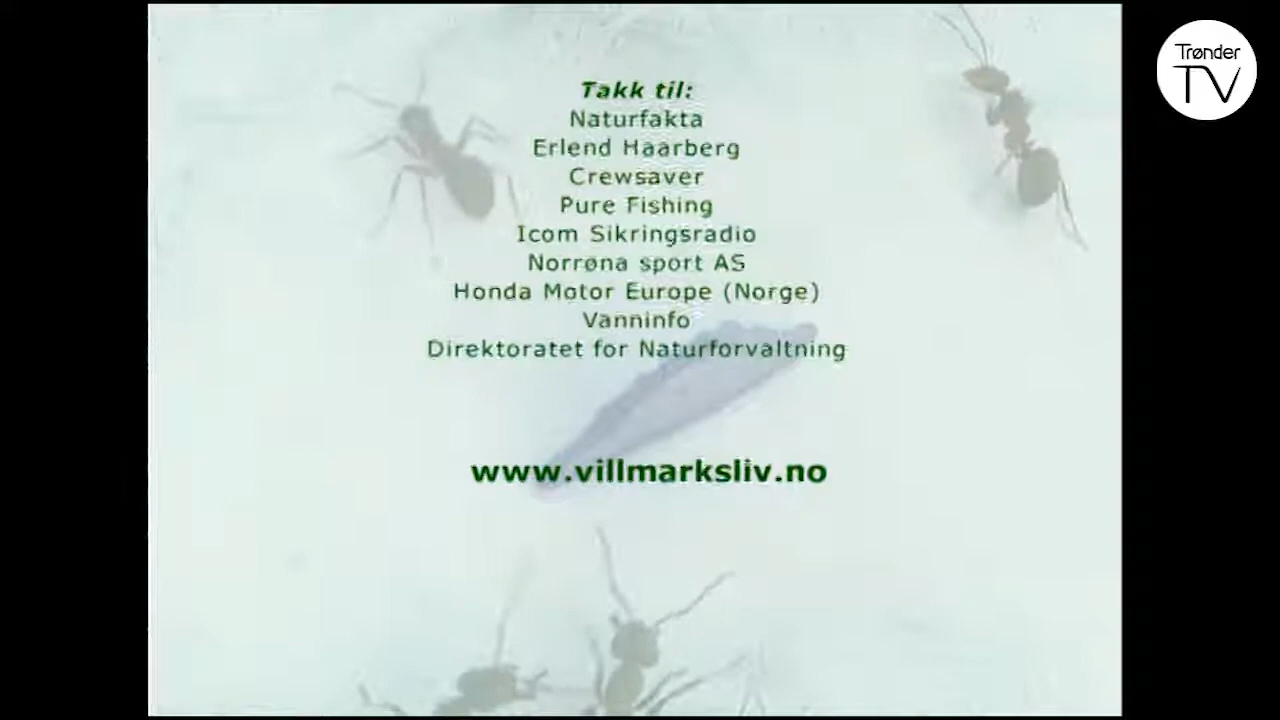 Trønder
TV
Takk til:
Naturfakta
Erlend Haarberg
Crewsaver
Pure Fishing
Icom Sikringsradio
Norrøna sport AS
Honda Motor Europe (Norge)
Vanninfo
Direktoratet for Naturforvaltning
www.villmarksliv.no